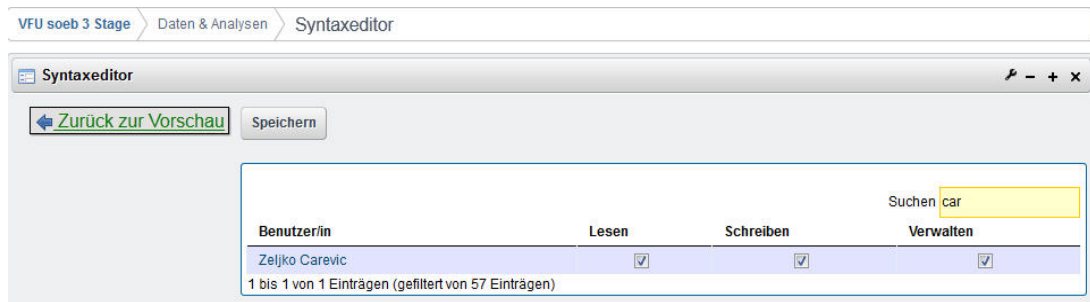 VFU soeb 3 Stage Daten & Analysen Syntaxeditor
Syntaxeditor
Zurück zur Vorschau Speichern
Suchen car
Benutzer/in Lesen Schreiben Verwalten
Zeljko Carevic
1 bis 1 von 1 Einträgen (gefiltert von 57 Einträgen)